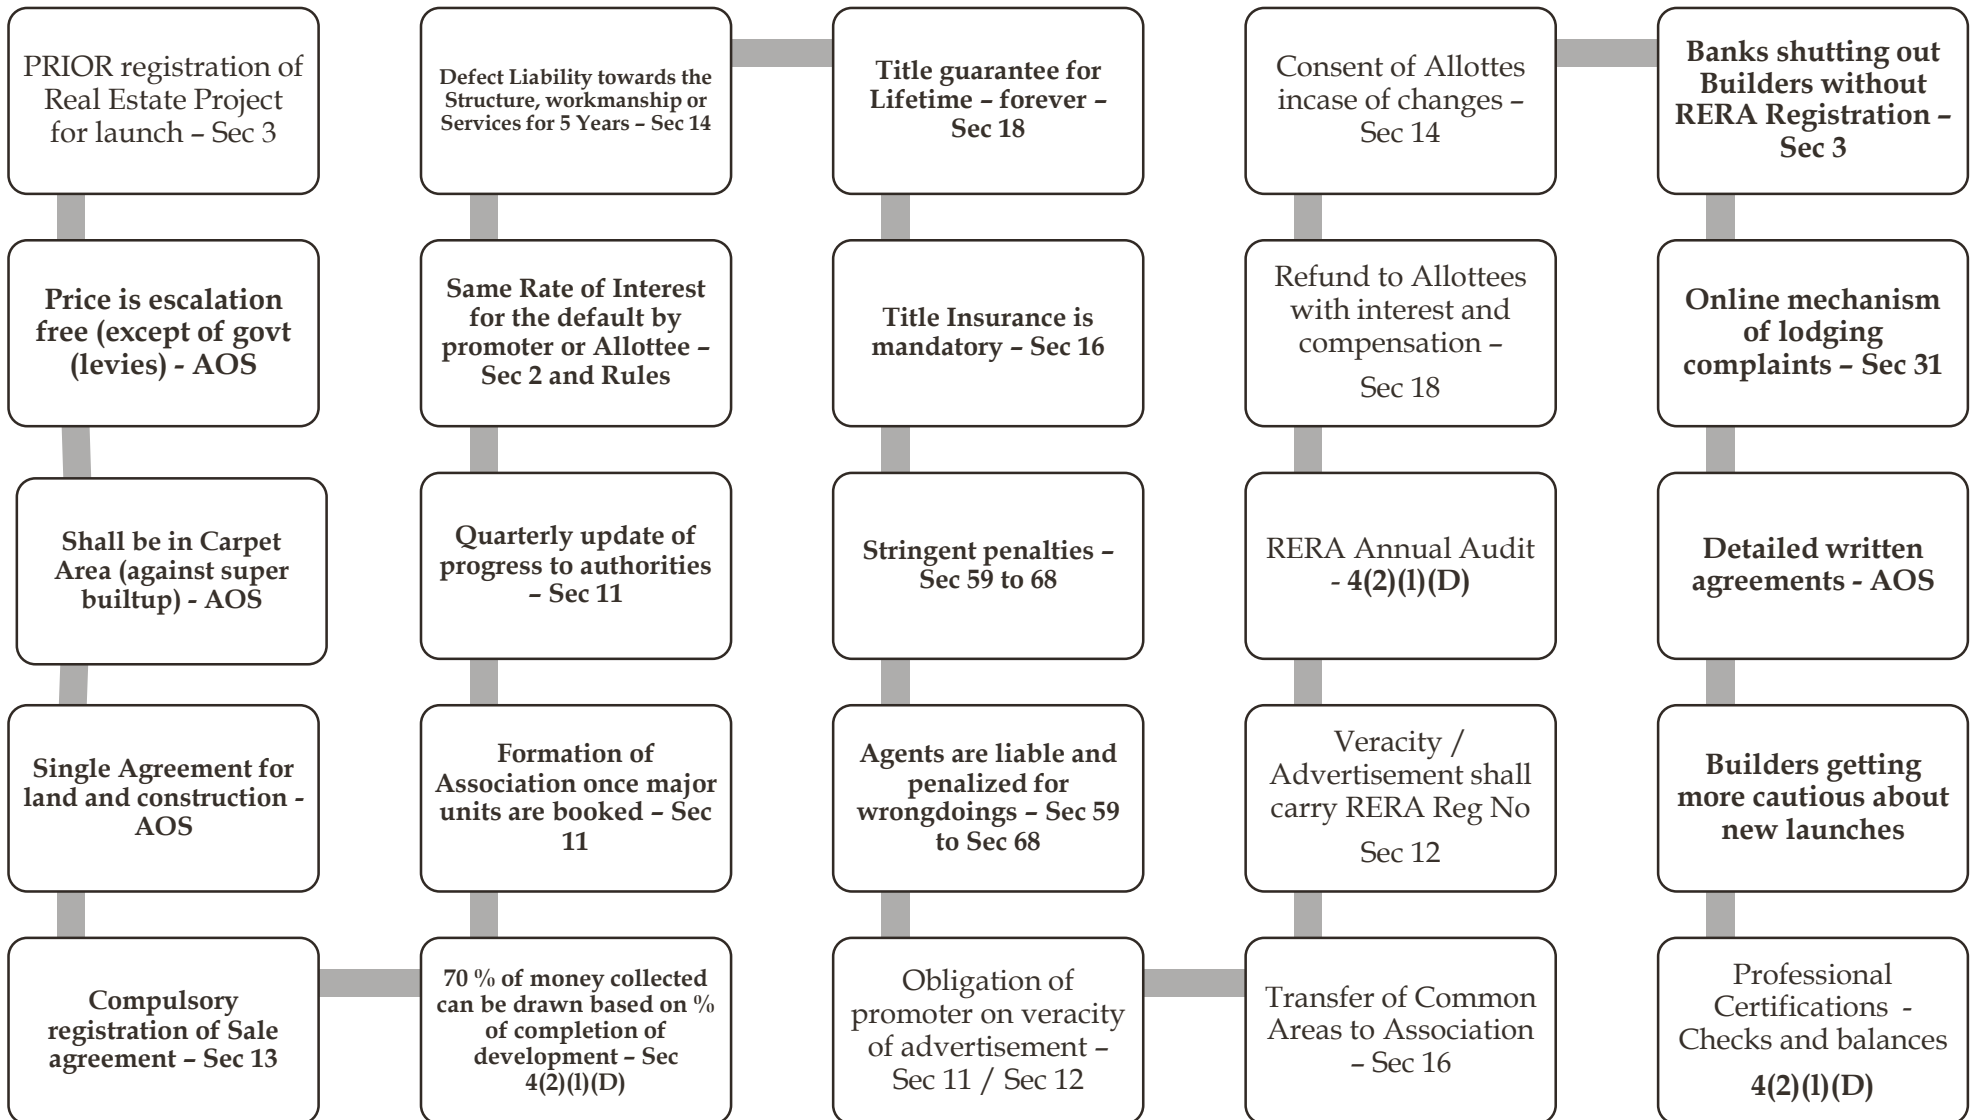 PRIOR registration of
Real Estate Project
for launch – Sec 3
Price is escalation
free (except of govt
(levies) - AOS
Shall be in Carpet
Area (against super
builtup) - AOS
Single Agreement for
land and construction -
AOS
Compulsory
registration of Sale
agreement – Sec 13
70 % of money collected
can be drawn based on %
of completion of
development – Sec
4(2)(l)(D)
Formation of
Association once major
units are booked – Sec
11
Quarterly update of
progress to authorities
– Sec 11
Same Rate of Interest
for the default by
promoter or Allottee –
Sec 2 and Rules
Defect Liability towards the
Structure, workmanship or
Services for 5 Years – Sec 14
Title guarantee for
Lifetime – forever –
Sec 18
Title Insurance is
mandatory – Sec 16
Stringent penalties –
Sec 59 to 68
Agents are liable and
penalized for
wrongdoings – Sec 59
to Sec 68
Obligation of
promoter on veracity
of advertisement –
Sec 11 / Sec 12
Transfer of Common
Areas to Association
– Sec 16
Veracity /
Advertisement shall
carry RERA Reg No
Sec 12
RERA Annual Audit
- 4(2)(l)(D)
Refund to Allottees
with interest and
compensation –
Sec 18
Consent of Allottes
incase of changes –
Sec 14
Banks shutting out
Builders without
RERA Registration –
Sec 3
Online mechanism
of lodging
complaints – Sec 31
Detailed written
agreements - AOS
Builders getting
more cautious about
new launches
Professional
Certifications -
Checks and balances
4(2)(l)(D)